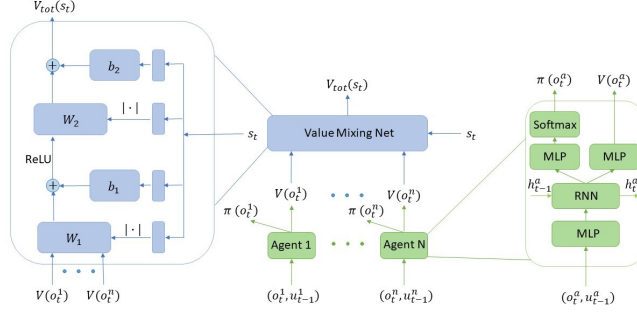 V_tot(s_t)
b_2
W_2
|·|
ReLU
b_1
W_1
|·|
V(o_t^1)
V(o_t^n)
s_t
V_tot(s_t)
Value Mixing Net
s_t
V(o_t^1)
V(o_t^n)
π(o_t^1)
π(o_t^n)
Agent 1
Agent N
(o_t^1, u_{t-1}^1)
(o_t^n, u_{t-1}^n)
π(o_t^a)
V(o_t^a)
Softmax
MLP
MLP
h_{t-1}^a
RNN
h_t^a
MLP
(o_t^a, u_{t-1}^a)